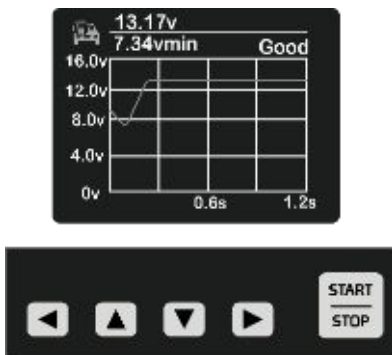 13.17v
7.34vmin Good
16.0v
12.0v
8.0v
4.0v
0v
0.6s 1.2s
START
STOP